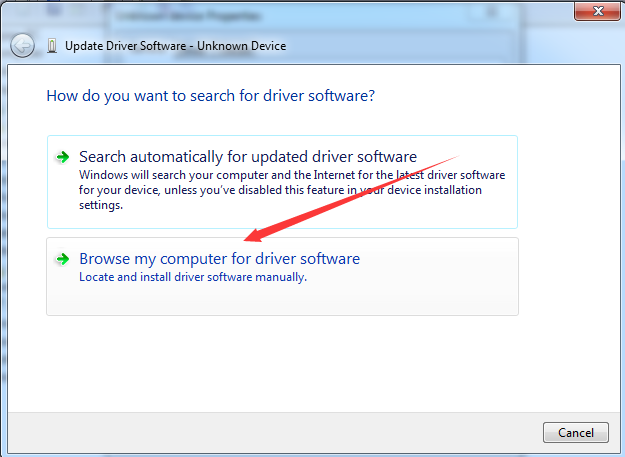 Unknown device Properties
Update Driver Software - Unknown Device
How do you want to search for driver software?
Search automatically for updated driver software
Windows will search your computer and the Internet for the latest driver software
for your device, unless you've disabled this feature in your device installation
settings.
Browse my computer for driver software
Locate and install driver software manually.
Cancel